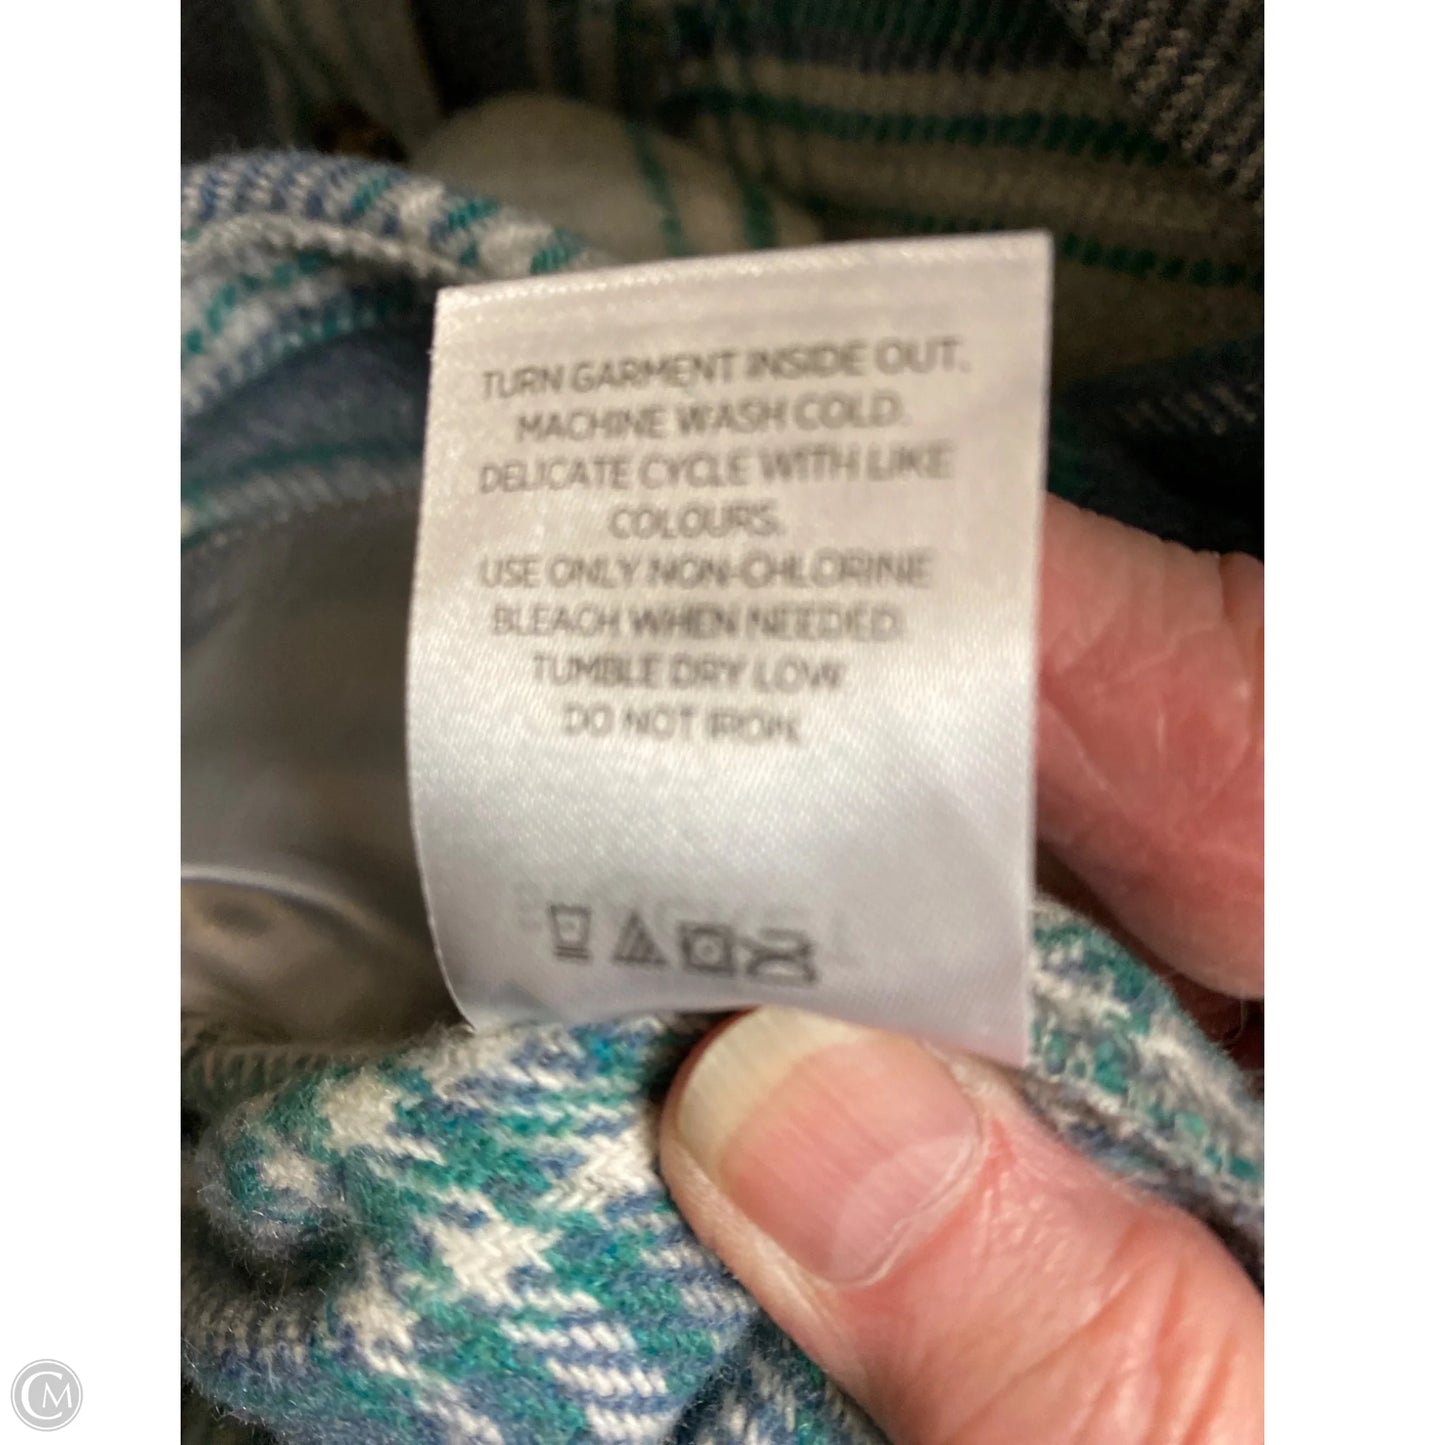 TURN GARMENT INSIDE OUT.
MACHINE WASH COLD.
DELICATE CYCLE WITH LIKE
COLOURS.
USE ONLY NON-CHLORINE
BLEACH WHEN NEEDED.
TUMBLE DRY LOW.
DO NOT IRON.
CM